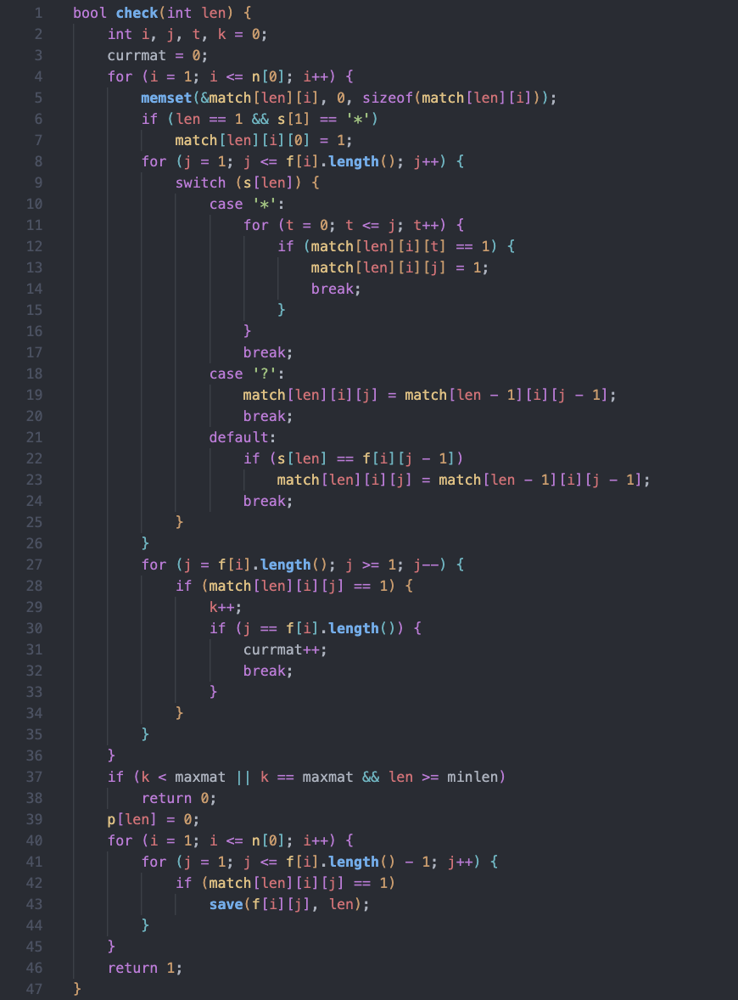 1 bool check(int len) {
2     int i, j, t, k = 0;
3     currmat = 0;
4     for (i = 1; i <= n[0]; i++) {
5         memset(&match[len][i], 0, sizeof(match[len][i]));
6         if (len == 1 && s[1] == '*')
7             match[len][i][0] = 1;
8         for (j = 1; j <= f[i].length(); j++) {
9             switch (s[len]) {
10                 case '*':
11                     for (t = 0; t <= j; t++) {
12                         if (match[len][i][t] == 1) {
13                             match[len][i][j] = 1;
14                             break;
15                         }
16                     }
17                     break;
18                 case '?':
19                     match[len][i][j] = match[len - 1][i][j - 1];
20                     break;
21                 default:
22                     if (s[len] == f[i][j - 1])
23                         match[len][i][j] = match[len - 1][i][j - 1];
24                     break;
25             }
26         }
27         for (j = f[i].length(); j >= 1; j--) {
28             if (match[len][i][j] == 1) {
29                 k++;
30                 if (j == f[i].length()) {
31                     currmat++;
32                     break;
33                 }
34             }
35         }
36     }
37     if (k < maxmat || k == maxmat && len >= minlen)
38         return 0;
39     p[len] = 0;
40     for (i = 1; i <= n[0]; i++) {
41         for (j = 1; j <= f[i].length() - 1; j++) {
42             if (match[len][i][j] == 1)
43                 save(f[i][j], len);
44         }
45     }
46     return 1;
47 }